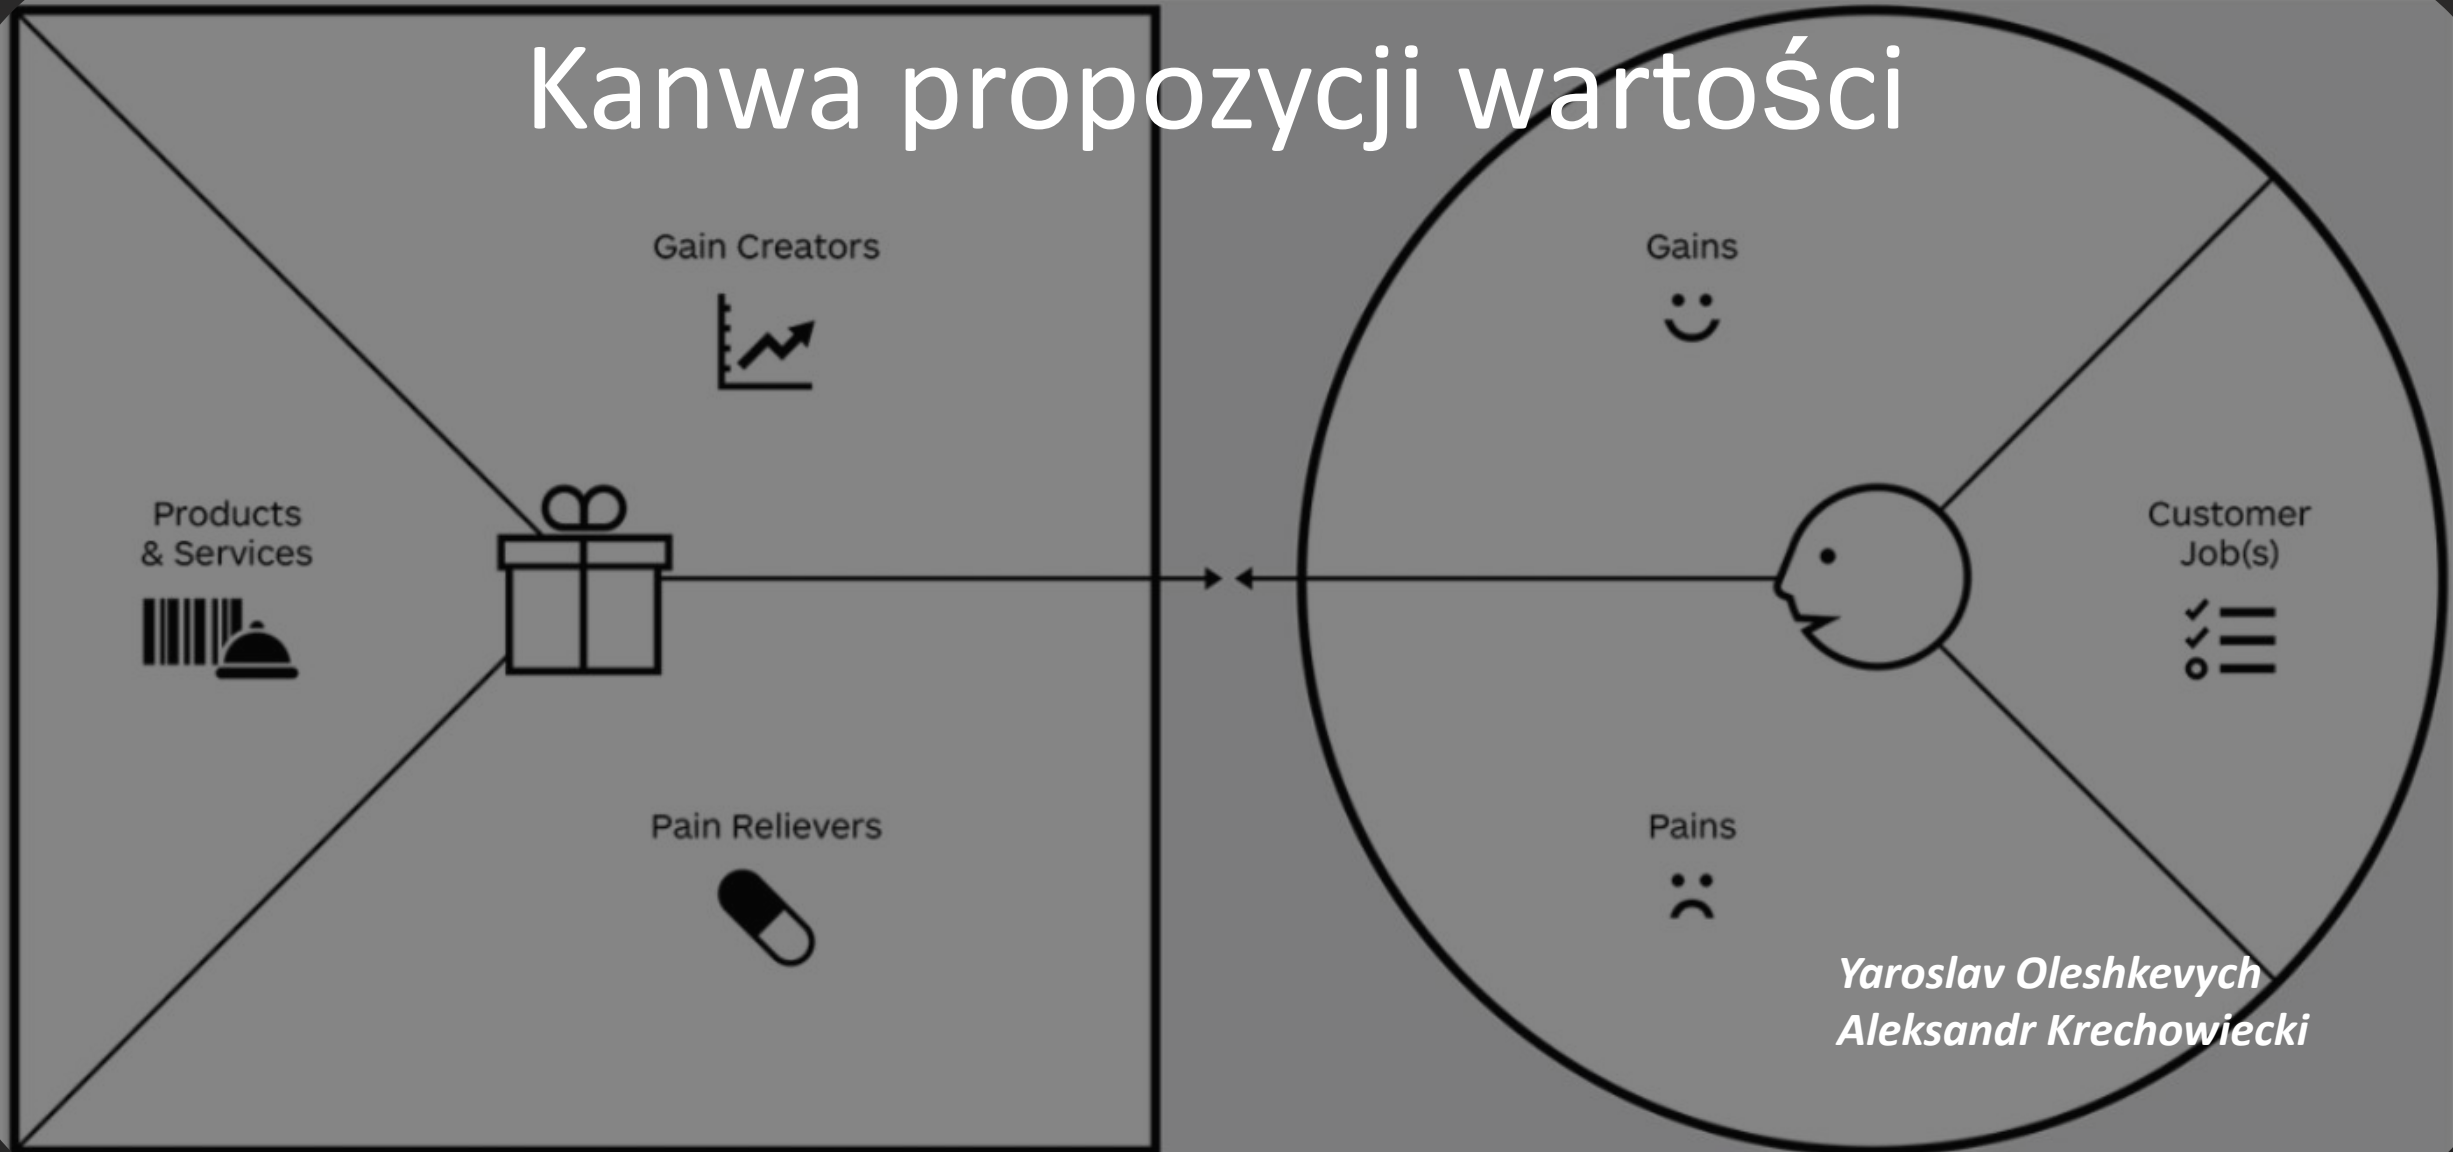 Kanwa propozycji wartości
Gain Creators
Products
& Services
Pain Relievers
Gains
Customer
Job(s)
Pains
Yaroslav Oleshkevych
Aleksandr Krechowiecki